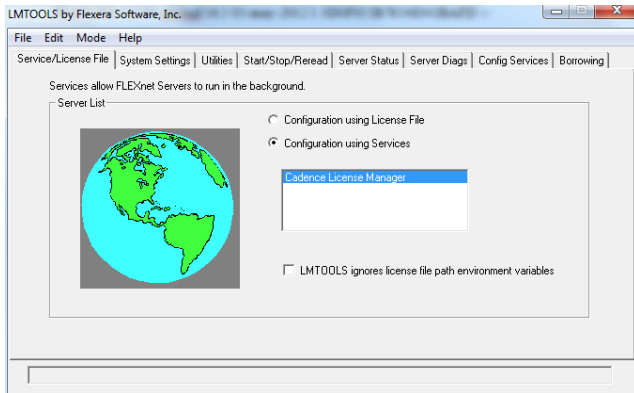 LMTOOLS by Flexera Software, Inc.
File Edit Mode Help
Service/License File System Settings Utilities Start/Stop/Reread Server Status Server Diags Config Services Borrowing
Services allow FLEXnet Servers to run in the background.
Server List
Configuration using License File
Configuration using Services
Cadence License Manager
LMTOOLS ignores license file path environment variables